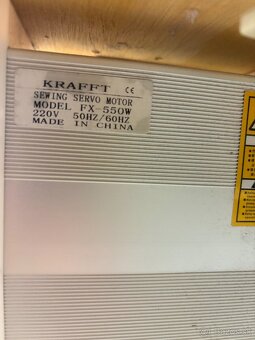 KRAFFT CE
SEWING SERVO MOTOR
MODEL FX-550W
220V 50HZ/60HZ
MADE IN CHINA